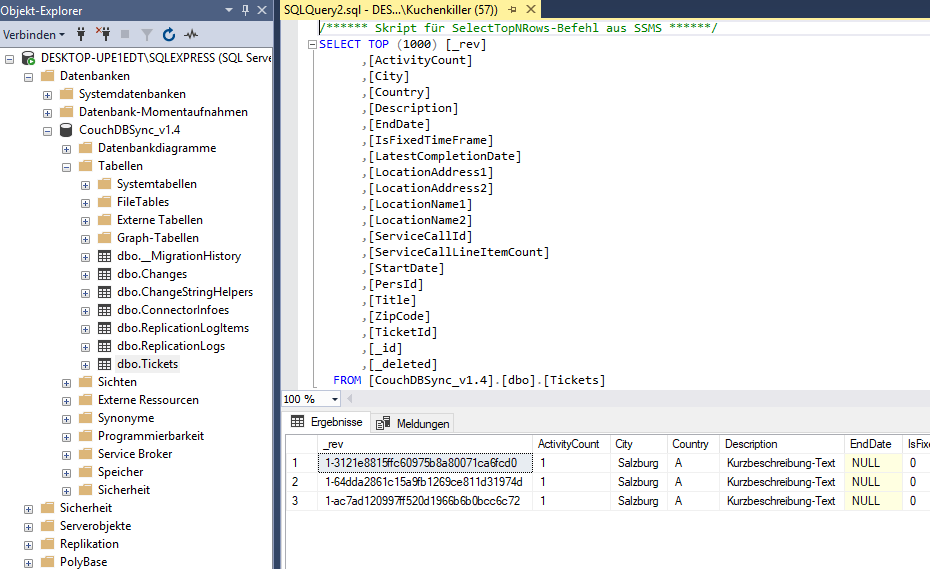 Objekt-Explorer
Verbinden
DESKTOP-UPE1EDT\SQLEXPRESS (SQL Serve
Datenbanken
Systemdatenbanken
Datenbank-Momentaufnahmen
CouchDBSync_v1.4
Datenbankdiagramme
Tabellen
Systemtabellen
FileTables
Externe Tabellen
Graph-Tabellen
dbo.__MigrationHistory
dbo.Changes
dbo.ChangeStringHelpers
dbo.ConnectorInfoes
dbo.ReplicationLogItems
dbo.ReplicationLogs
dbo.Tickets
Sichten
Externe Ressourcen
Synonyme
Programmierbarkeit
Service Broker
Speicher
Sicherheit
Sicherheit
Serverobjekte
Replikation
PolyBase
SQLQuery2.sql - DES...\Kuchenkiller (57))
/****** Skript für SelectTopNRows-Befehl aus SSMS ******/
SELECT TOP (1000) [_rev]
,[ActivityCount]
,[City]
,[Country]
,[Description]
,[EndDate]
,[IsFixedTimeFrame]
,[LatestCompletionDate]
,[LocationAddress1]
,[LocationAddress2]
,[LocationName1]
,[LocationName2]
,[ServiceCallId]
,[ServiceCallLineItemCount]
,[StartDate]
,[PersId]
,[Title]
,[ZipCode]
,[TicketId]
,[_id]
,[_deleted]
FROM [CouchDBSync_v1.4].[dbo].[Tickets]
100 %
Ergebnisse Meldungen
_rev ActivityCount City Country Description EndDate IsFixe
1 1-3121e8815ffc60975b8a80071ca6fcd0 1 Salzburg A Kurzbeschreibung-Text NULL 0
2 1-64dda2861c15a9fb1269ce811d31974d 1 Salzburg A Kurzbeschreibung-Text NULL 0
3 1-ac7ad120997ff520d1966b6b0bcc6c72 1 Salzburg A Kurzbeschreibung-Text NULL 0